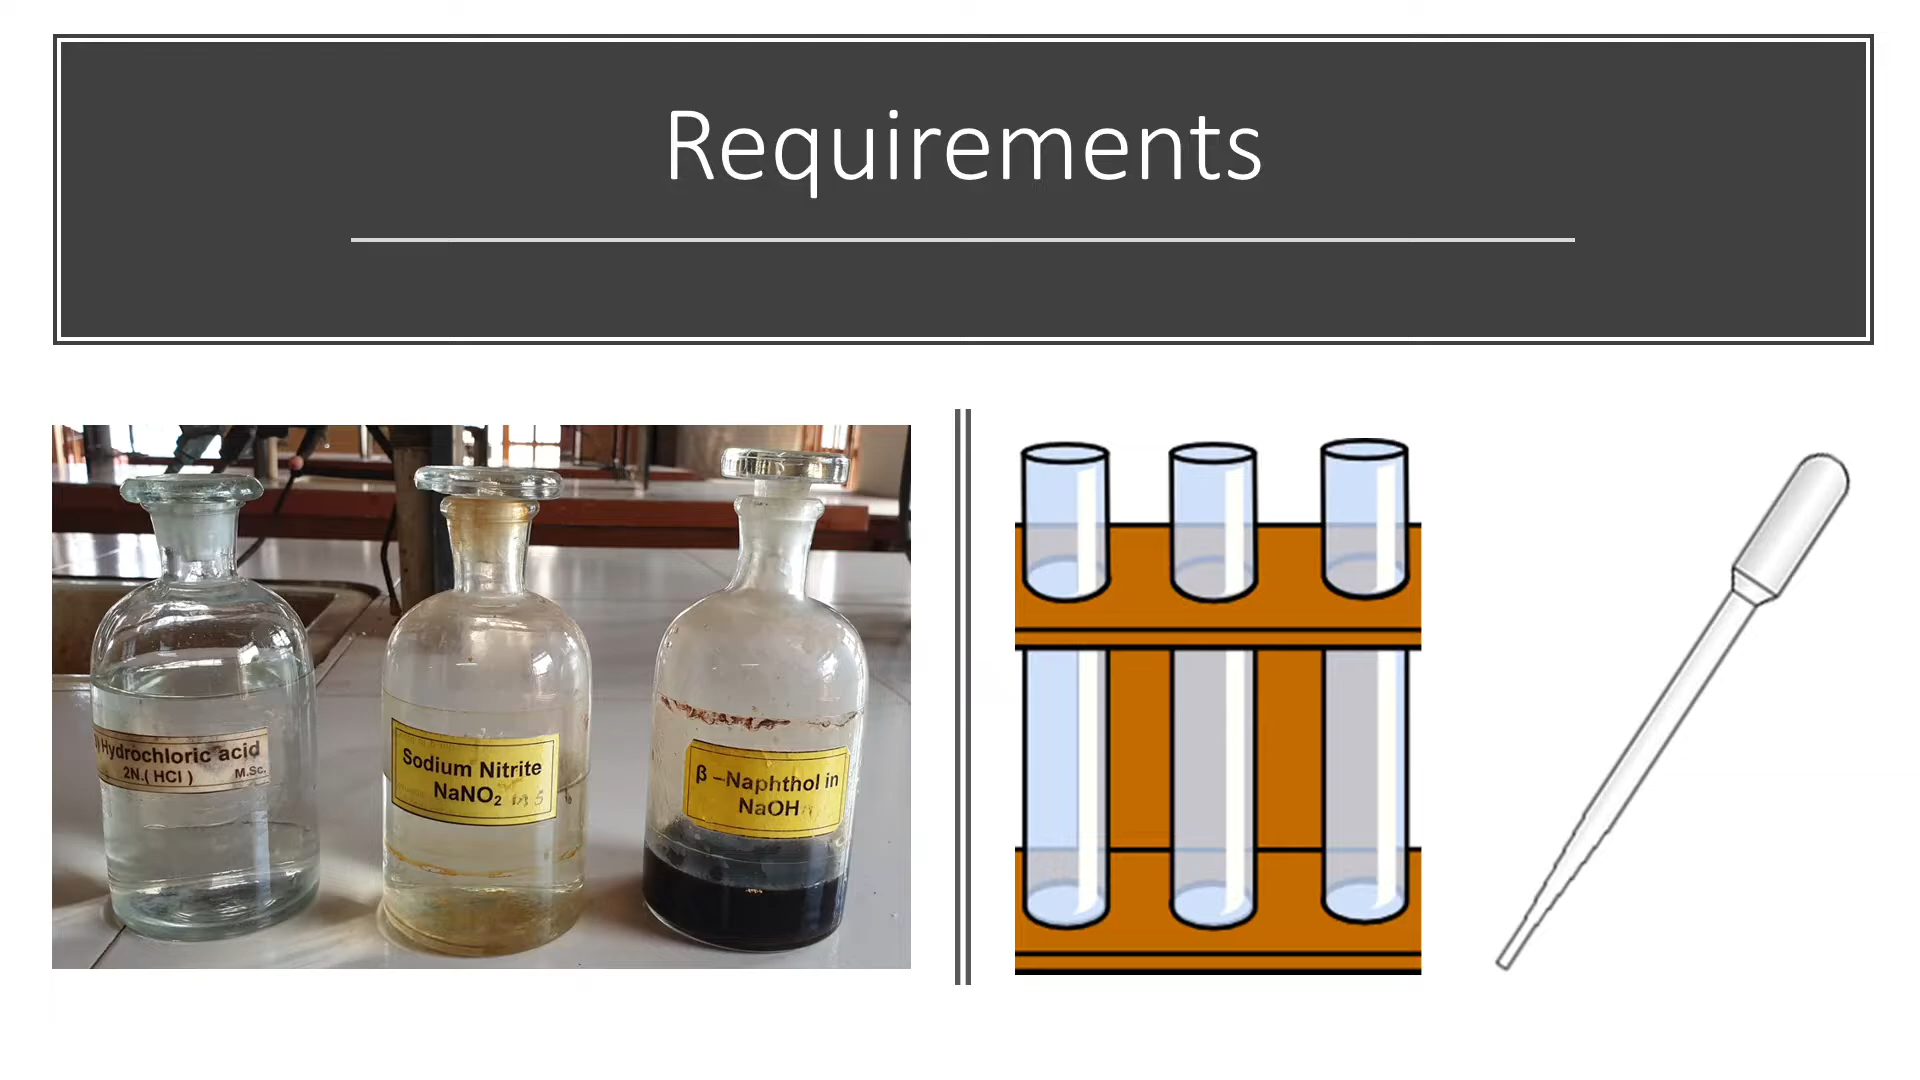 Requirements
Hydrochloric acid
2N.( HCl )
M.Sc.
Sodium Nitrite
NaNO₂
β –Naphthol in
NaOH